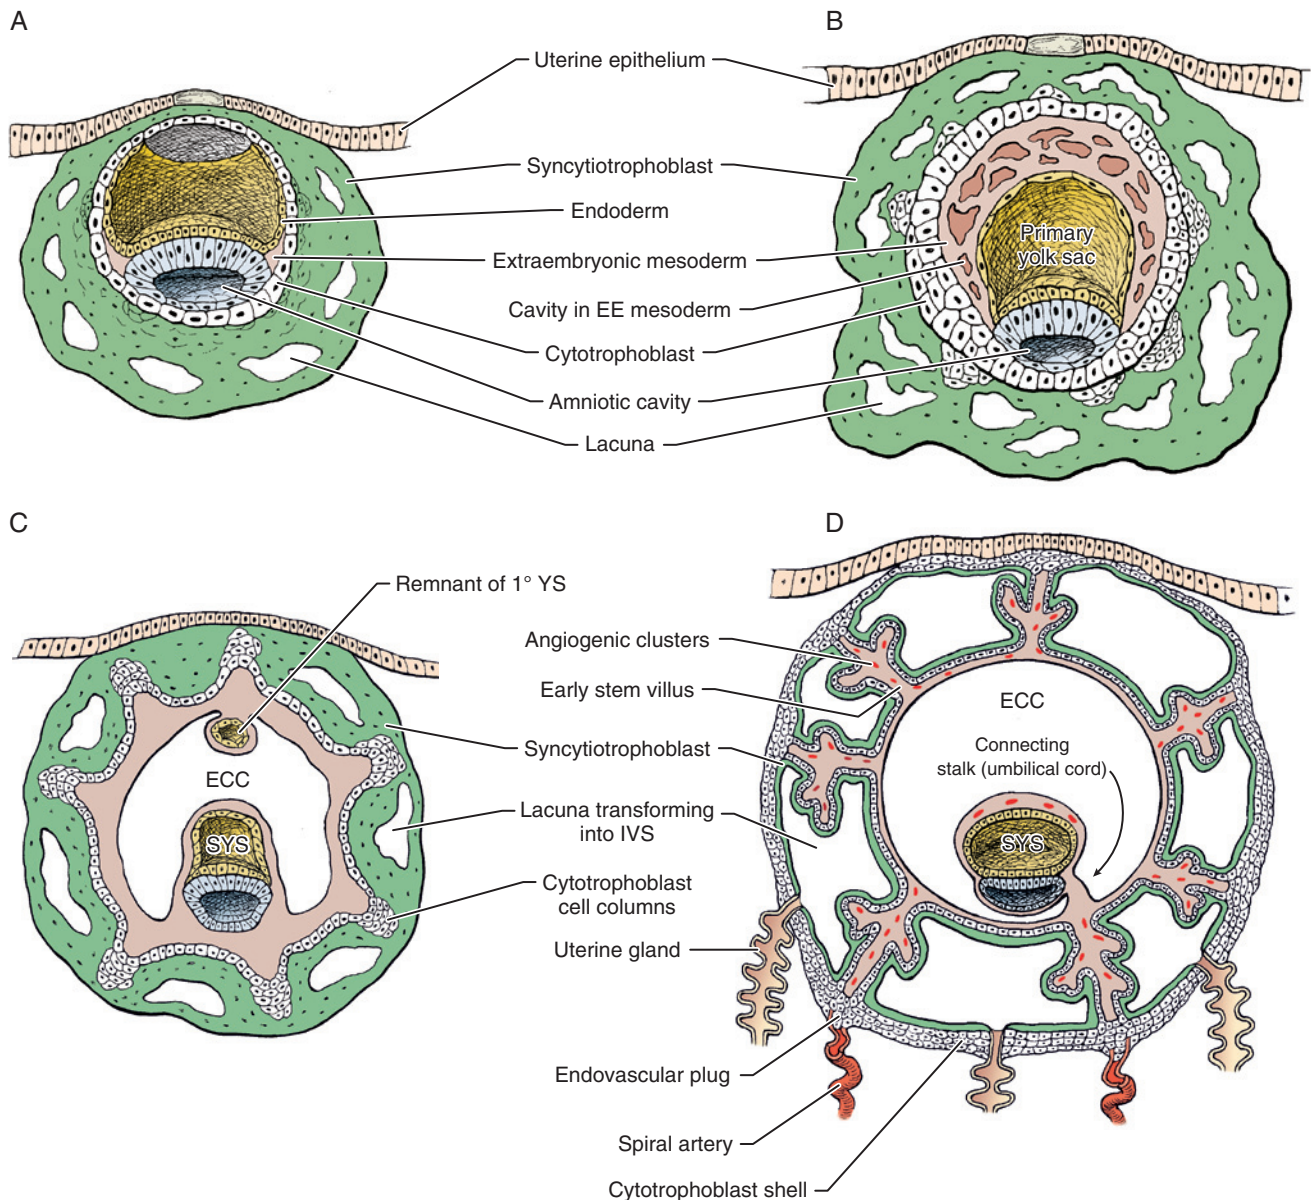 A
B
Uterine epithelium
Syncytiotrophoblast
Endoderm
Extraembryonic mesoderm
Cavity in EE mesoderm
Cytotrophoblast
Amniotic cavity
Lacuna
Primary
yolk sac
C
D
Remnant of 1° YS
Angiogenic clusters
Early stem villus
Syncytiotrophoblast
Lacuna transforming
into IVS
Cytotrophoblast
cell columns
Uterine gland
Endovascular plug
Spiral artery
Cytotrophoblast shell
ECC
SYS
ECC
Connecting
stalk (umbilical cord)
SYS